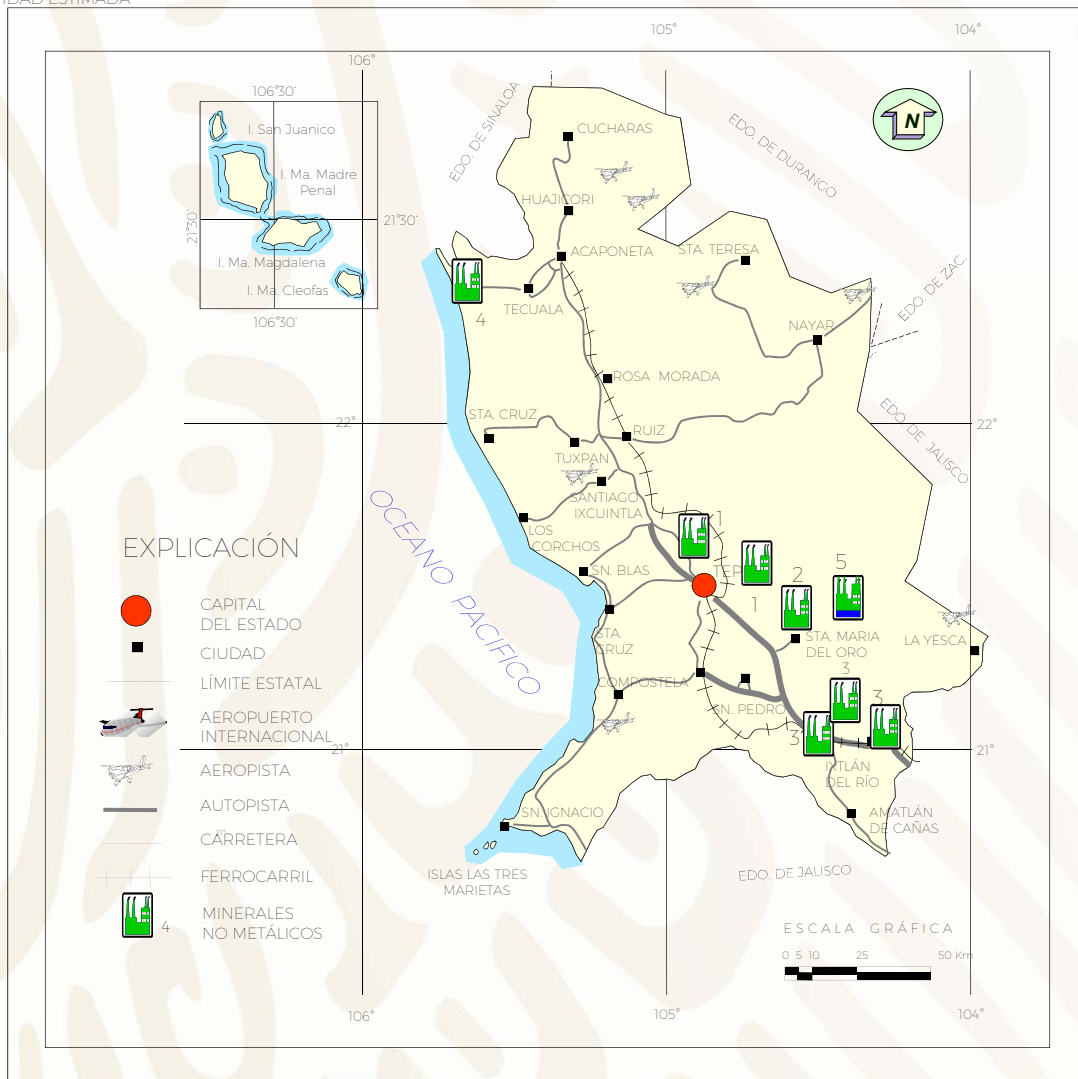 105°
104°
106°
106°30'
I. San Juanico
I. Ma. Madre
Penal
21°30'
21°30'
I. Ma. Magdalena
I. Ma. Cleofas
106°30'
EDO. DE SINALOA
EDO. DE DURANGO
N
CUCHARAS
HUAJICORI
ACAPONETA
STA. TERESA
EDO. DE ZAC.
4
TECUALA
NAYAR
ROSA MORADA
EDO. DE JALISCO
STA. CRUZ
22°
RUIZ
22°
TUXPAN
SANTIAGO
IXCUINTLA
OCEANO PACIFICO
LOS
CORCHOS
1
SN. BLAS
TEP
1
2
5
STA.
CRUZ
STA. MARIA
DEL ORO
LA YESCA
COMPOSTELA
3
SN. PEDRO
3
3
21°
21°
IXTLÁN
DEL RÍO
SN. IGNACIO
AMATLÁN
DE CAÑAS
ISLAS LAS TRES
MARIETAS
EDO. DE JALISCO
EXPLICACIÓN
CAPITAL
DEL ESTADO
CIUDAD
LÍMITE ESTATAL
AEROPUERTO
INTERNACIONAL
AEROPISTA
AUTOPISTA
CARRETERA
FERROCARRIL
4
MINERALES
NO METÁLICOS
ESCALA GRÁFICA
0 5 10 25 50 Km
106°
105°
104°